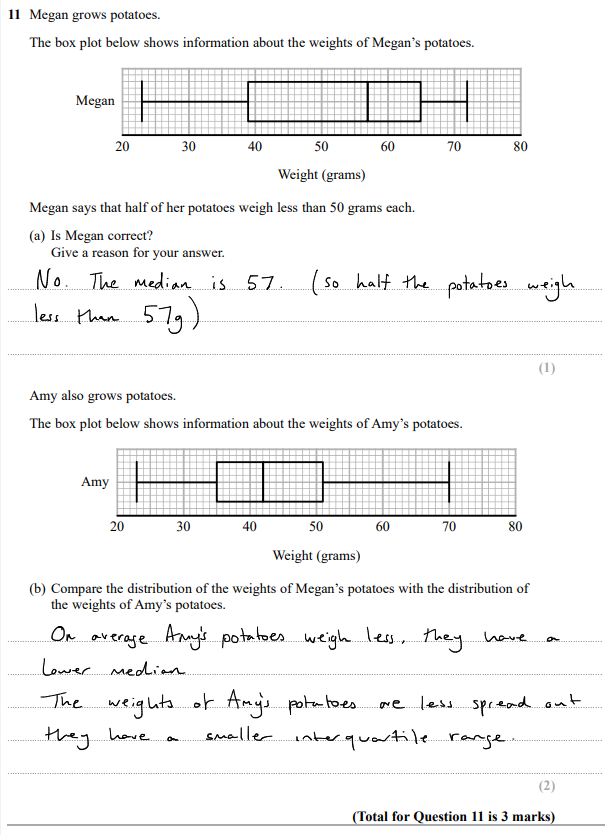 11 Megan grows potatoes.
The box plot below shows information about the weights of Megan's potatoes.
Megan
20 30 40 50 60 70 80
Weight (grams)
Megan says that half of her potatoes weigh less than 50 grams each.
(a) Is Megan correct?
Give a reason for your answer.
No. The median is 57. (so half the potatoes weigh
less than 57g)
(1)
Amy also grows potatoes.
The box plot below shows information about the weights of Amy's potatoes.
Amy
20 30 40 50 60 70 80
Weight (grams)
(b) Compare the distribution of the weights of Megan's potatoes with the distribution of
the weights of Amy's potatoes.
On average Amy's potatoes weigh less, they have a
lower median
The weights of Amy's potatoes are less spread out
they have a smaller interquartile range.
(2)
(Total for Question 11 is 3 marks)